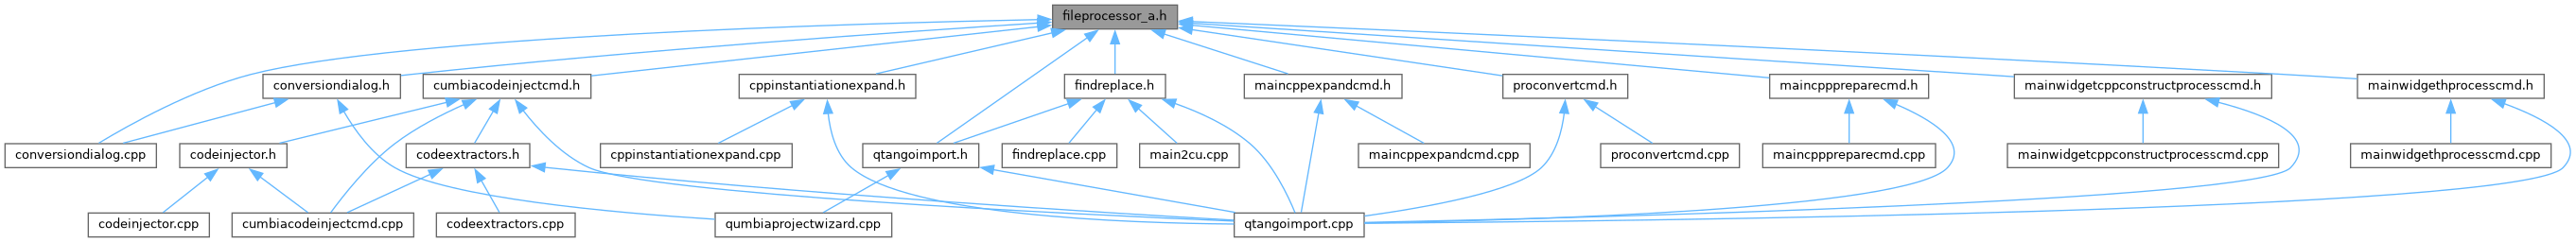 fileprocessor_a.h
conversiondialog.h
cumbiacodeinjectcmd.h
cppinstantiationexpand.h
findreplace.h
maincppexpandcmd.h
proconvertcmd.h
maincpppreparecmd.h
mainwidgetcppconstructprocesscmd.h
mainwidgethprocesscmd.h
conversiondialog.cpp
codeinjector.h
codeextractors.h
cppinstantiationexpand.cpp
qtangoimport.h
findreplace.cpp
main2cu.cpp
maincppexpandcmd.cpp
proconvertcmd.cpp
maincpppreparecmd.cpp
mainwidgetcppconstructprocesscmd.cpp
mainwidgethprocesscmd.cpp
codeinjector.cpp
cumbiacodeinjectcmd.cpp
codeextractors.cpp
qumbiaprojectwizard.cpp
qtangoimport.cpp